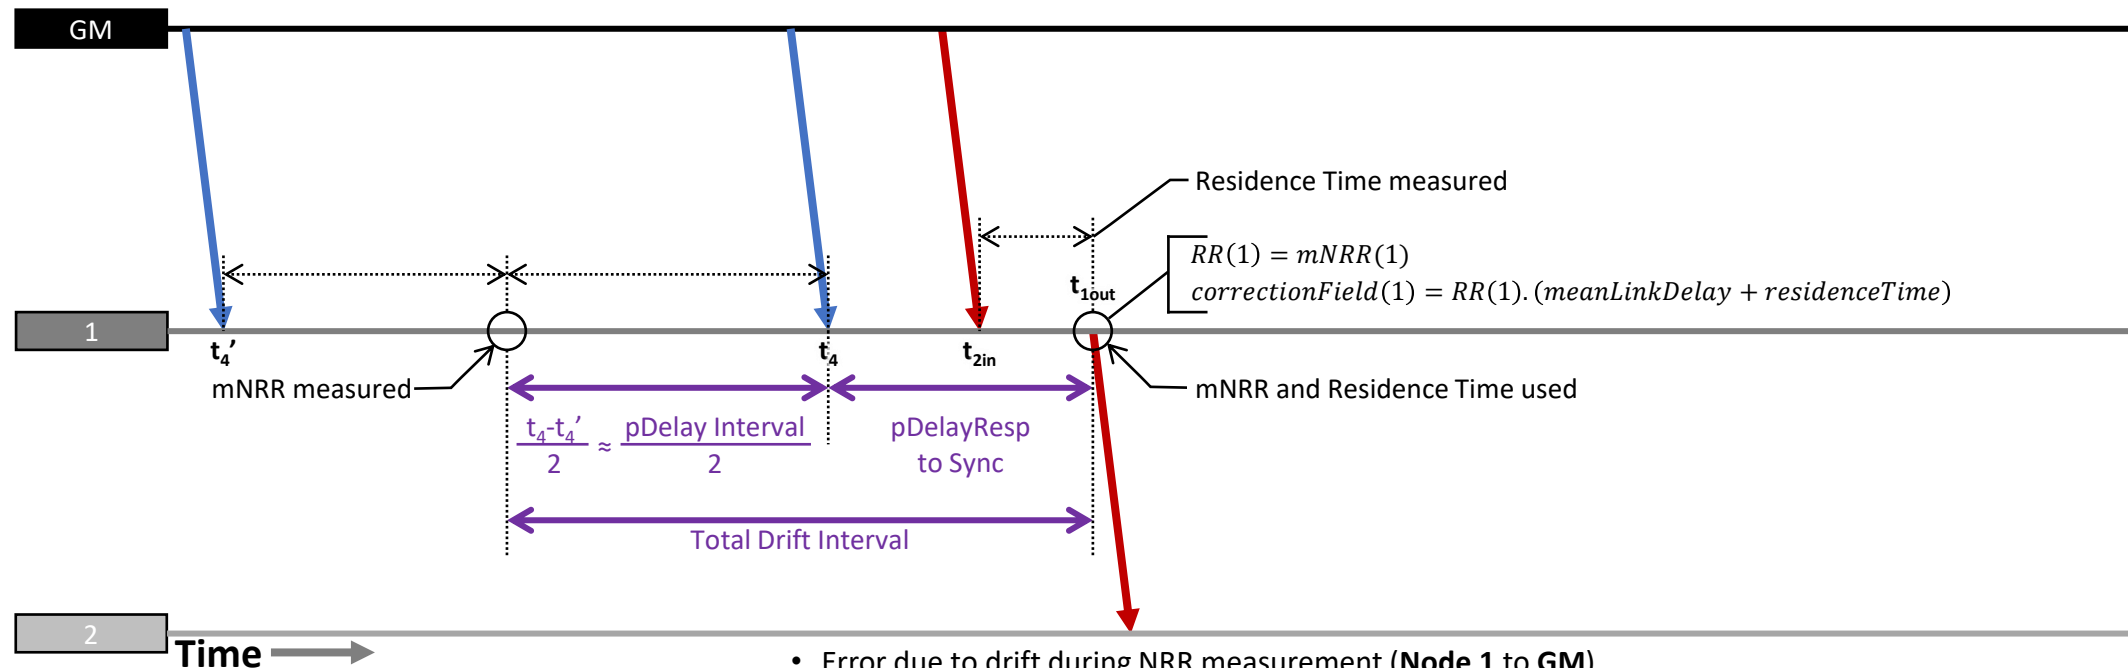 GM
Residence Time measured
RR(1) = mNRR(1)
t1out
correctionField(1) = RR(1).(meanLinkDelay + residenceTime)
1
t4’
t4
t2in
mNRR measured
mNRR and Residence Time used
t4-t4’
2
≈
pDelay Interval
2
pDelayResp
to Sync
Total Drift Interval
2
Time
• Error due to drift during NRR measurement (Node 1 to GM)